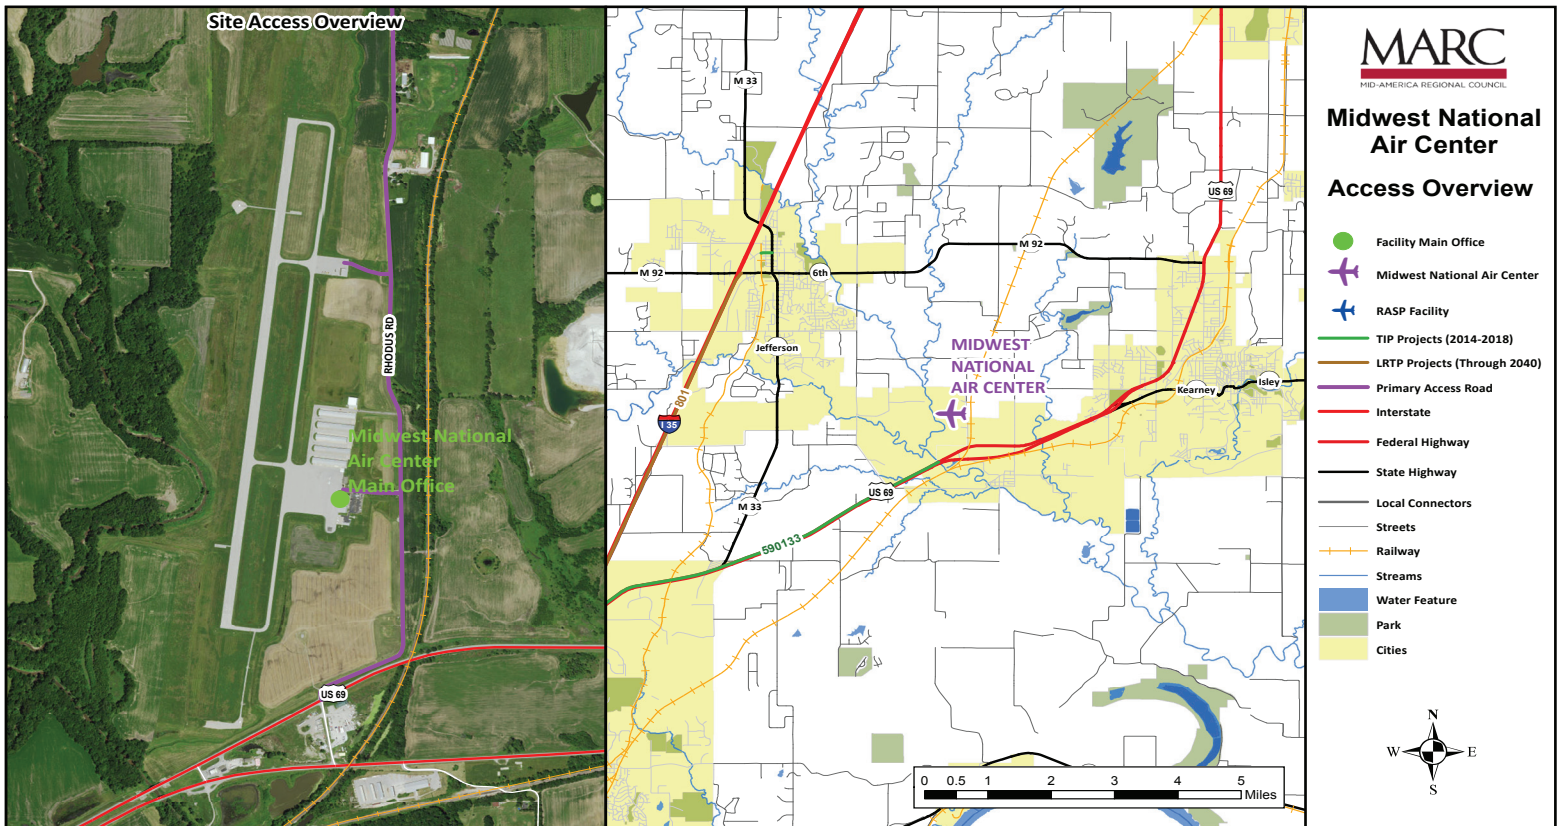 Site Access Overview
RHODUS RD
Midwest National
Air Center
Main Office
US 69
M 33
US 69
M 92
M 92
6th
Jefferson
MIDWEST
NATIONAL
AIR CENTER
Kearney
Isley
801
I 35
US 69
M 33
590133
0 0.5 1 2 3 4 5
Miles
MARC
MID-AMERICA REGIONAL COUNCIL
Midwest National
Air Center
Access Overview
Facility Main Office
Midwest National Air Center
RASP Facility
TIP Projects (2014-2018)
LRTP Projects (Through 2040)
Primary Access Road
Interstate
Federal Highway
State Highway
Local Connectors
Streets
Railway
Streams
Water Feature
Park
Cities
N
W E
S